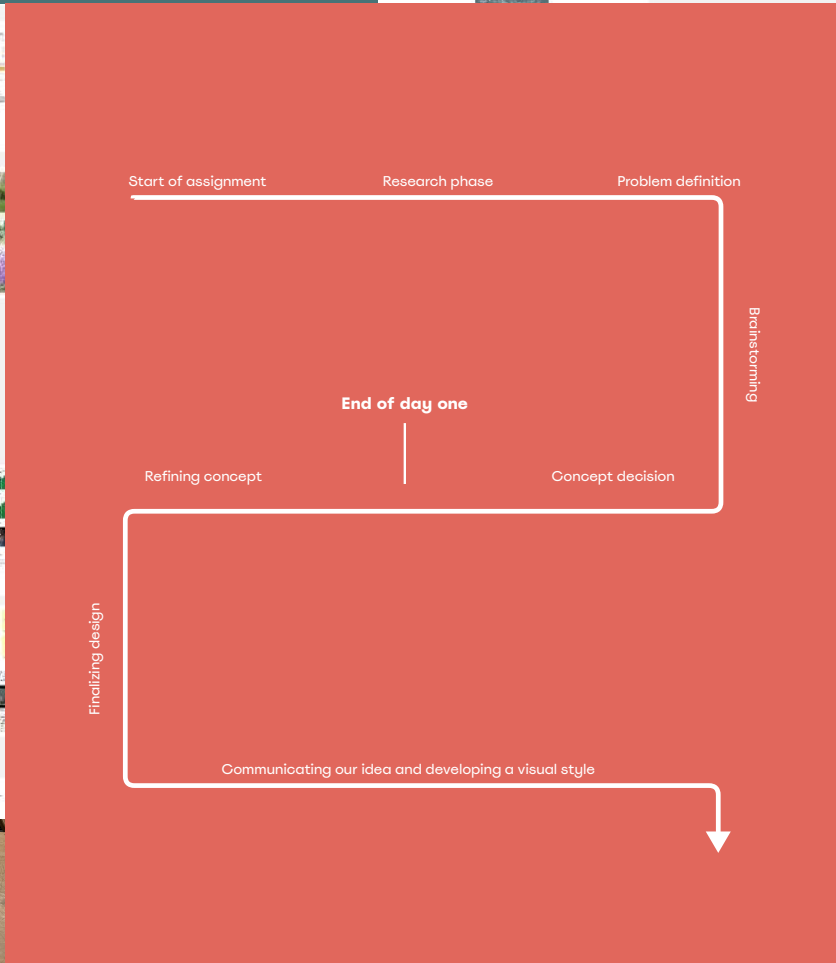 Start of assignment
Research phase
Problem definition
Brainstorming
End of day one
Concept decision
Refining concept
Finalizing design
Communicating our idea and developing a visual style